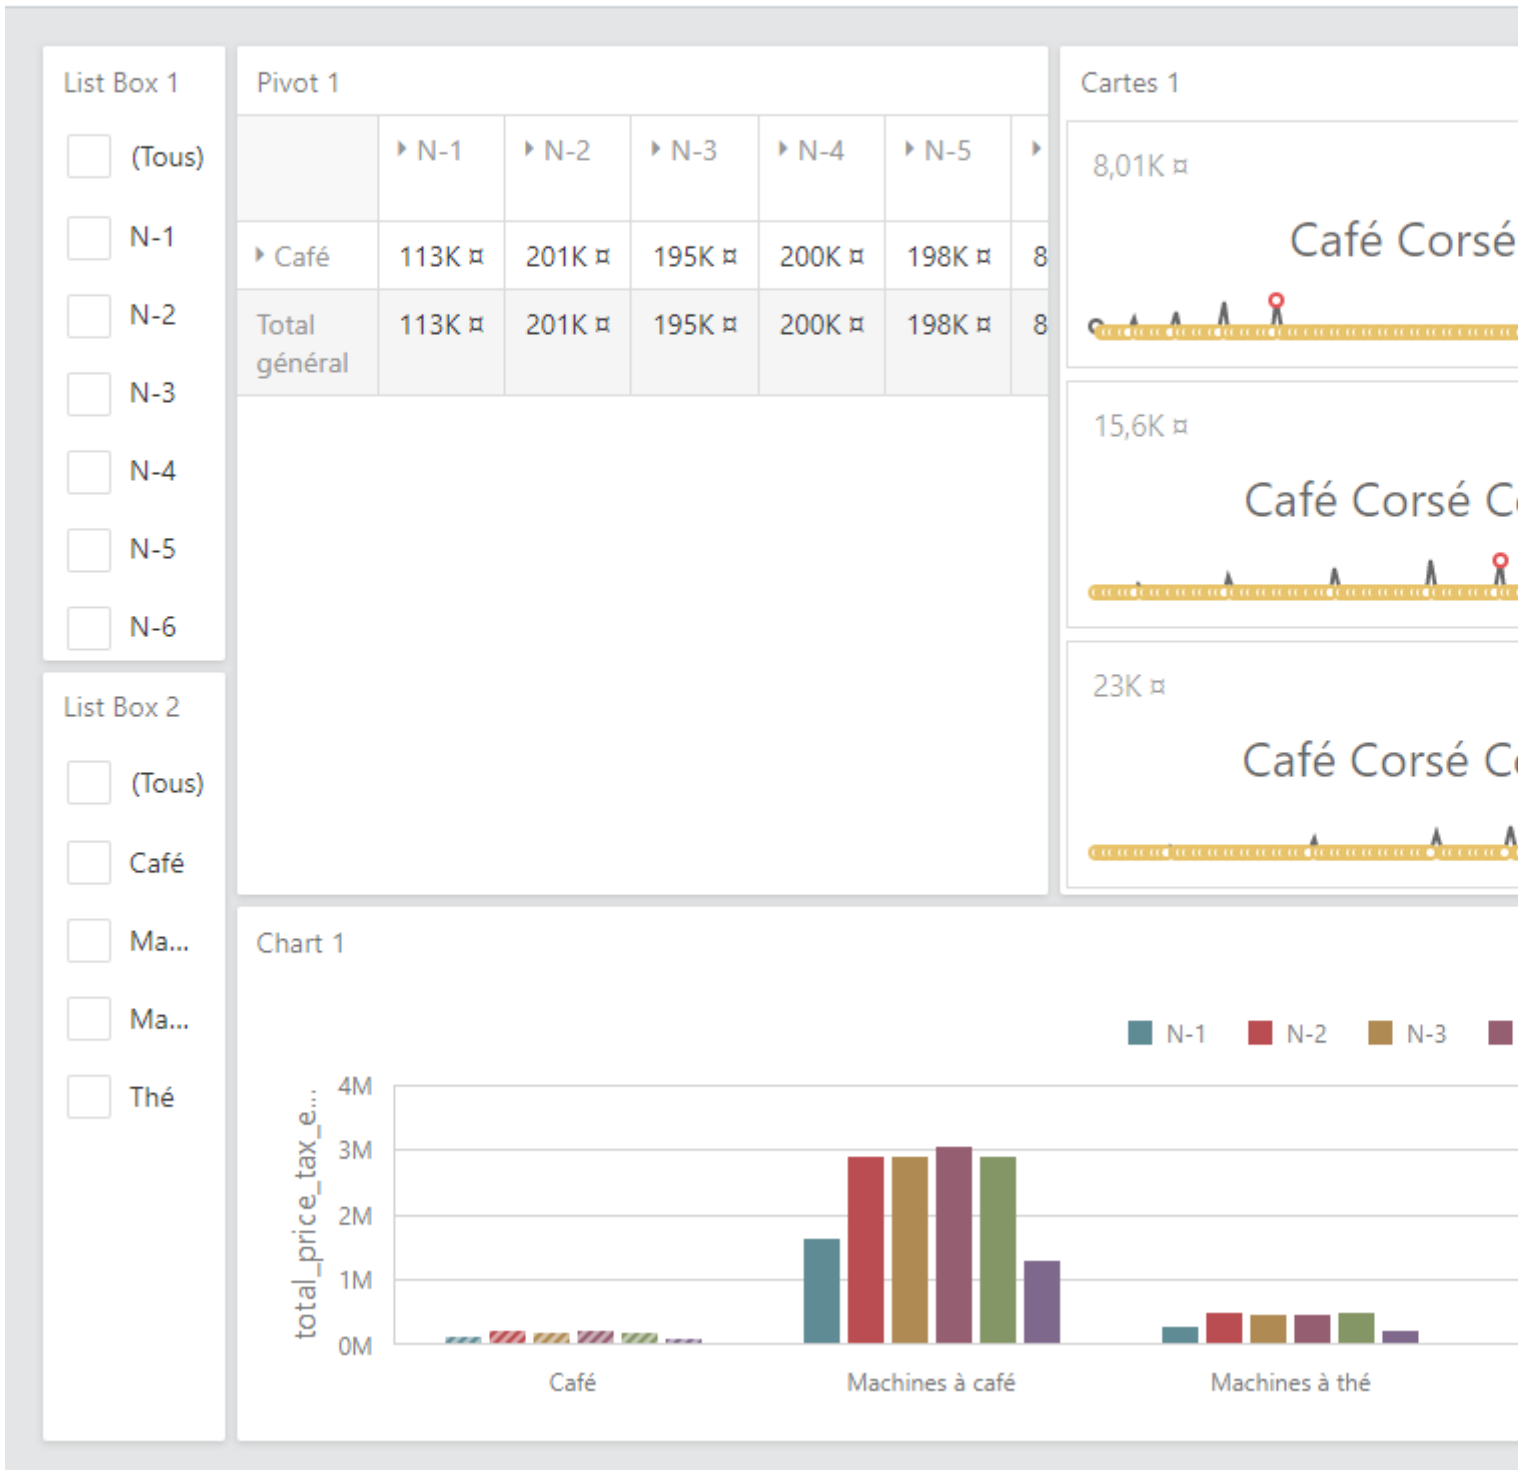 List Box 1
(Tous)
N-1
N-2
N-3
N-4
N-5
N-6
List Box 2
(Tous)
Café
Ma...
Ma...
Thé
Pivot 1
N-1 N-2 N-3 N-4 N-5
Café 113K ¤ 201K ¤ 195K ¤ 200K ¤ 198K ¤ 8
Total
général 113K ¤ 201K ¤ 195K ¤ 200K ¤ 198K ¤ 8
Cartes 1
8,01K ¤
Café Corsé
15,6K ¤
Café Corsé C
23K ¤
Café Corsé C
Chart 1
N-1 N-2 N-3
total_price_tax_e...
4M
3M
2M
1M
0M
Café Machines à café Machines à thé